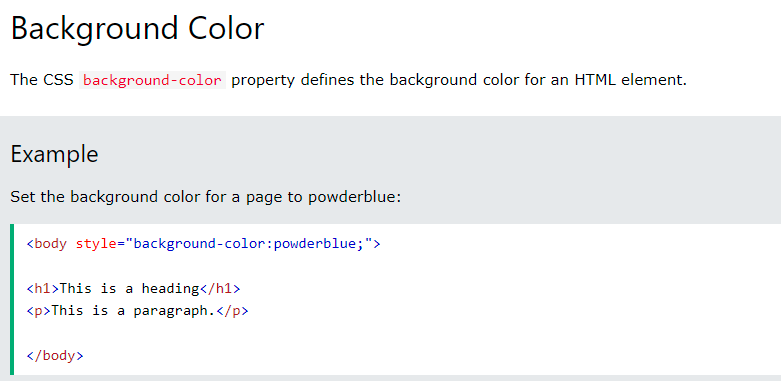 Background Color
The CSS background-color property defines the background color for an HTML element.
Example
Set the background color for a page to powderblue:
<body style="background-color:powderblue;">
<h1>This is a heading</h1>
<p>This is a paragraph.</p>
</body>